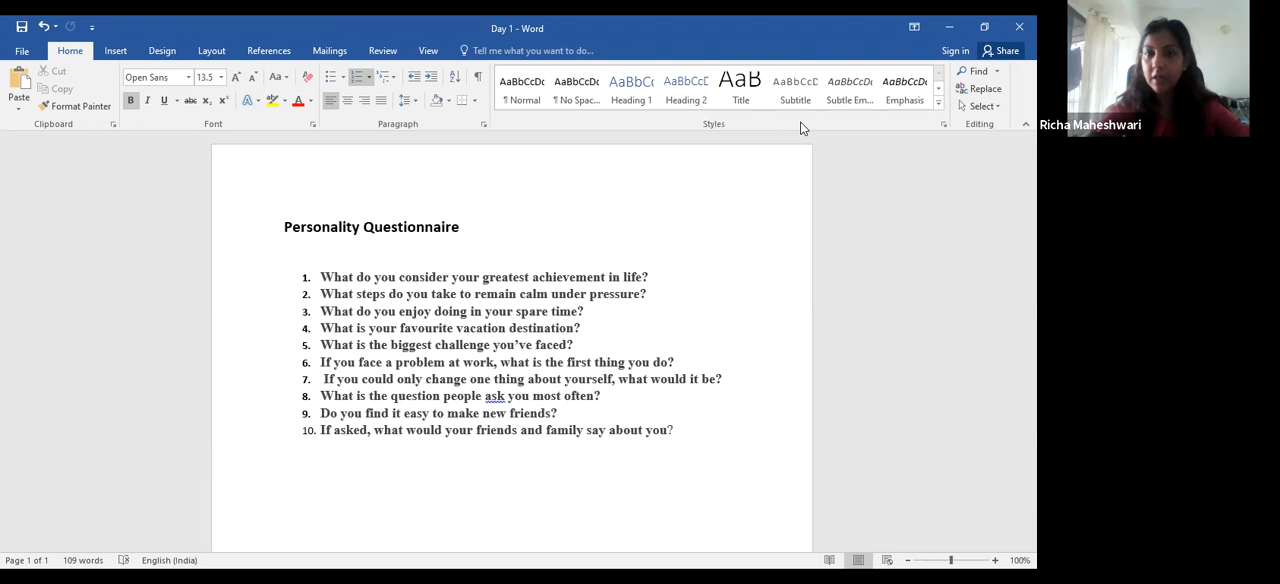 Day 1 - Word
File Home Insert Design Layout References Mailings Review View Tell me what you want to do... Sign in Share
Paste
Cut
Copy
Format Painter
Clipboard
Open Sans 13.5
Aa
B I U abc x₂ x²
Font
Paragraph
AaBbCcDc AaBbCcDc AaBbCc AaBbCcD AaB AaBbCcD AaBbCcDc AaBbCcDc
¶ Normal ¶ No Spac... Heading 1 Heading 2 Title Subtitle Subtle Em... Emphasis
Styles
Find
Replace
Select
Editing
Richa Maheshwari
Personality Questionnaire
1. What do you consider your greatest achievement in life?
2. What steps do you take to remain calm under pressure?
3. What do you enjoy doing in your spare time?
4. What is your favourite vacation destination?
5. What is the biggest challenge you’ve faced?
6. If you face a problem at work, what is the first thing you do?
7. If you could only change one thing about yourself, what would it be?
8. What is the question people ask you most often?
9. Do you find it easy to make new friends?
10. If asked, what would your friends and family say about you?
Page 1 of 1 109 words English (India) 100%